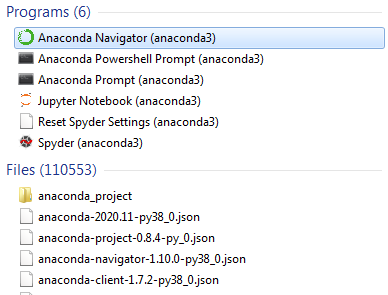 Programs (6)
Anaconda Navigator (anaconda3)
Anaconda Powershell Prompt (anaconda3)
Anaconda Prompt (anaconda3)
Jupyter Notebook (anaconda3)
Reset Spyder Settings (anaconda3)
Spyder (anaconda3)
Files (110553)
anaconda_project
anaconda-2020.11-py38_0.json
anaconda-project-0.8.4-py_0.json
anaconda-navigator-1.10.0-py38_0.json
anaconda-client-1.7.2-py38_0.json